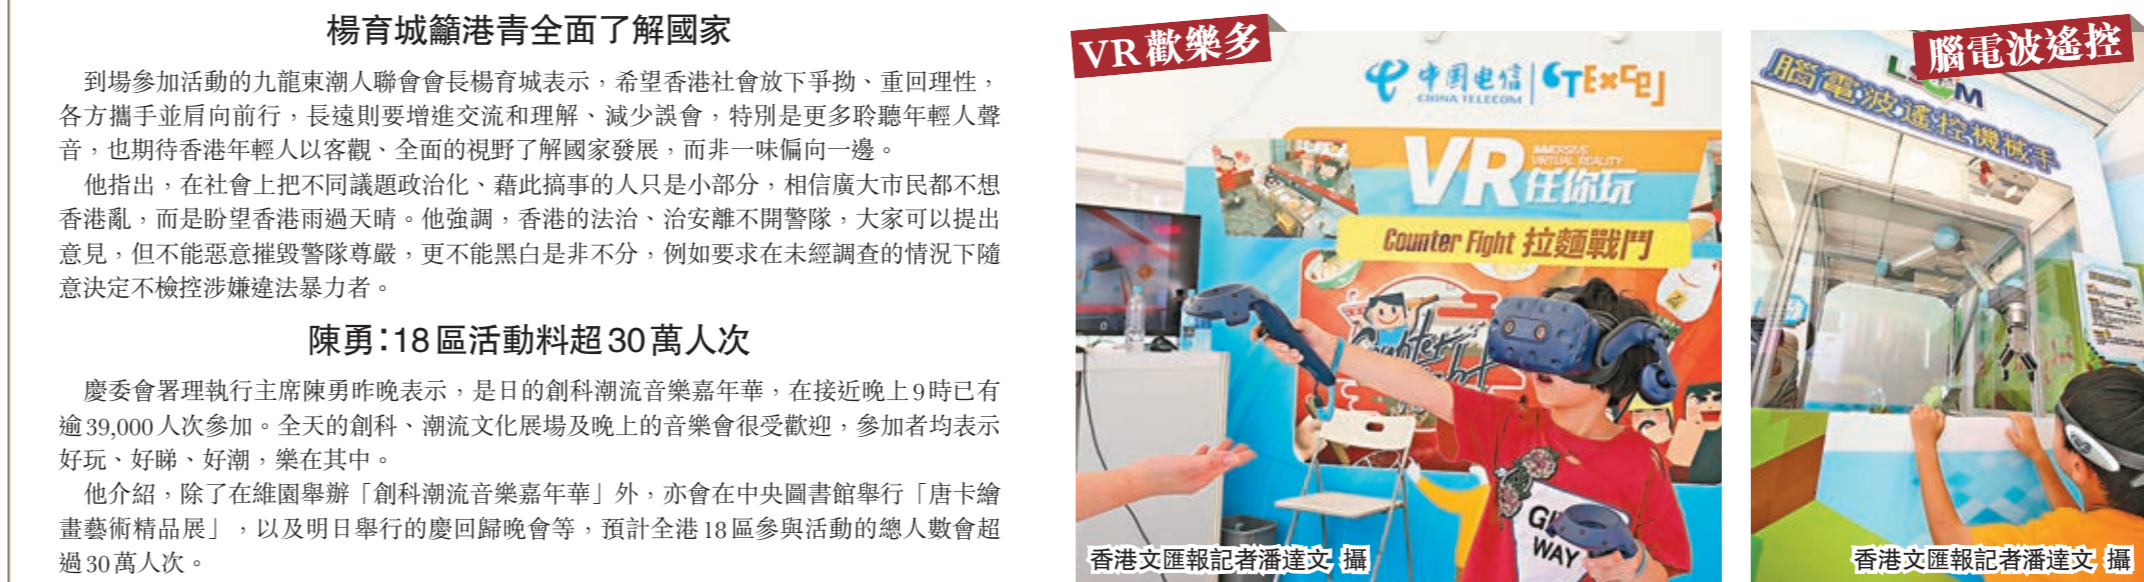 楊育城籲港青全面了解國家
到場參加活動的九龍東潮人聯會會長楊育城表示，希望香港社會放下爭拗、重回理性，
各方攜手並肩向前行，長遠則要增進交流和理解、減少誤會，特別是更多聆聽年輕人聲
音，也期待香港年輕人以客觀、全面的視野了解國家發展，而非一味偏向一邊。
他指出，在社會上把不同議題政治化、藉此搞事的人只是小部分，相信廣大市民都不想
香港亂，而是盼望香港雨過天晴。他強調，香港的法治、治安離不開警隊，大家可以提出
意見，但不能惡意摧毀警隊尊嚴，更不能黑白是非不分，例如要求在未經調查的情況下隨
意決定不檢控涉嫌違法暴力者。
陳勇：18區活動料超30萬人次
慶委會署理執行主席陳勇昨晚表示，是日的創科潮流音樂嘉年華，在接近晚上9時已有
逾39,000人次參加。全天的創科、潮流文化展場及晚上的音樂會很受歡迎，參加者均表示
好玩、好睇、好潮，樂在其中。
他介紹，除了在維園舉辦「創科潮流音樂嘉年華」外，亦會在中央圖書館舉行「唐卡繪
畫藝術精品展」，以及明日舉行的慶回歸晚會等，預計全港18區參與活動的總人數會超
過30萬人次。
VR歡樂多
中国电信
CHINA TELECOM
CTExcel
VR
IMMERSIVE
VIRTUAL REALITY
任你玩
Counter Fight 拉麵戰鬥
Counter
Fight
WAY
香港文匯報記者潘達文 攝
腦電波遙控
腦電波遙控機械手
香港文匯報記者潘達文 攝